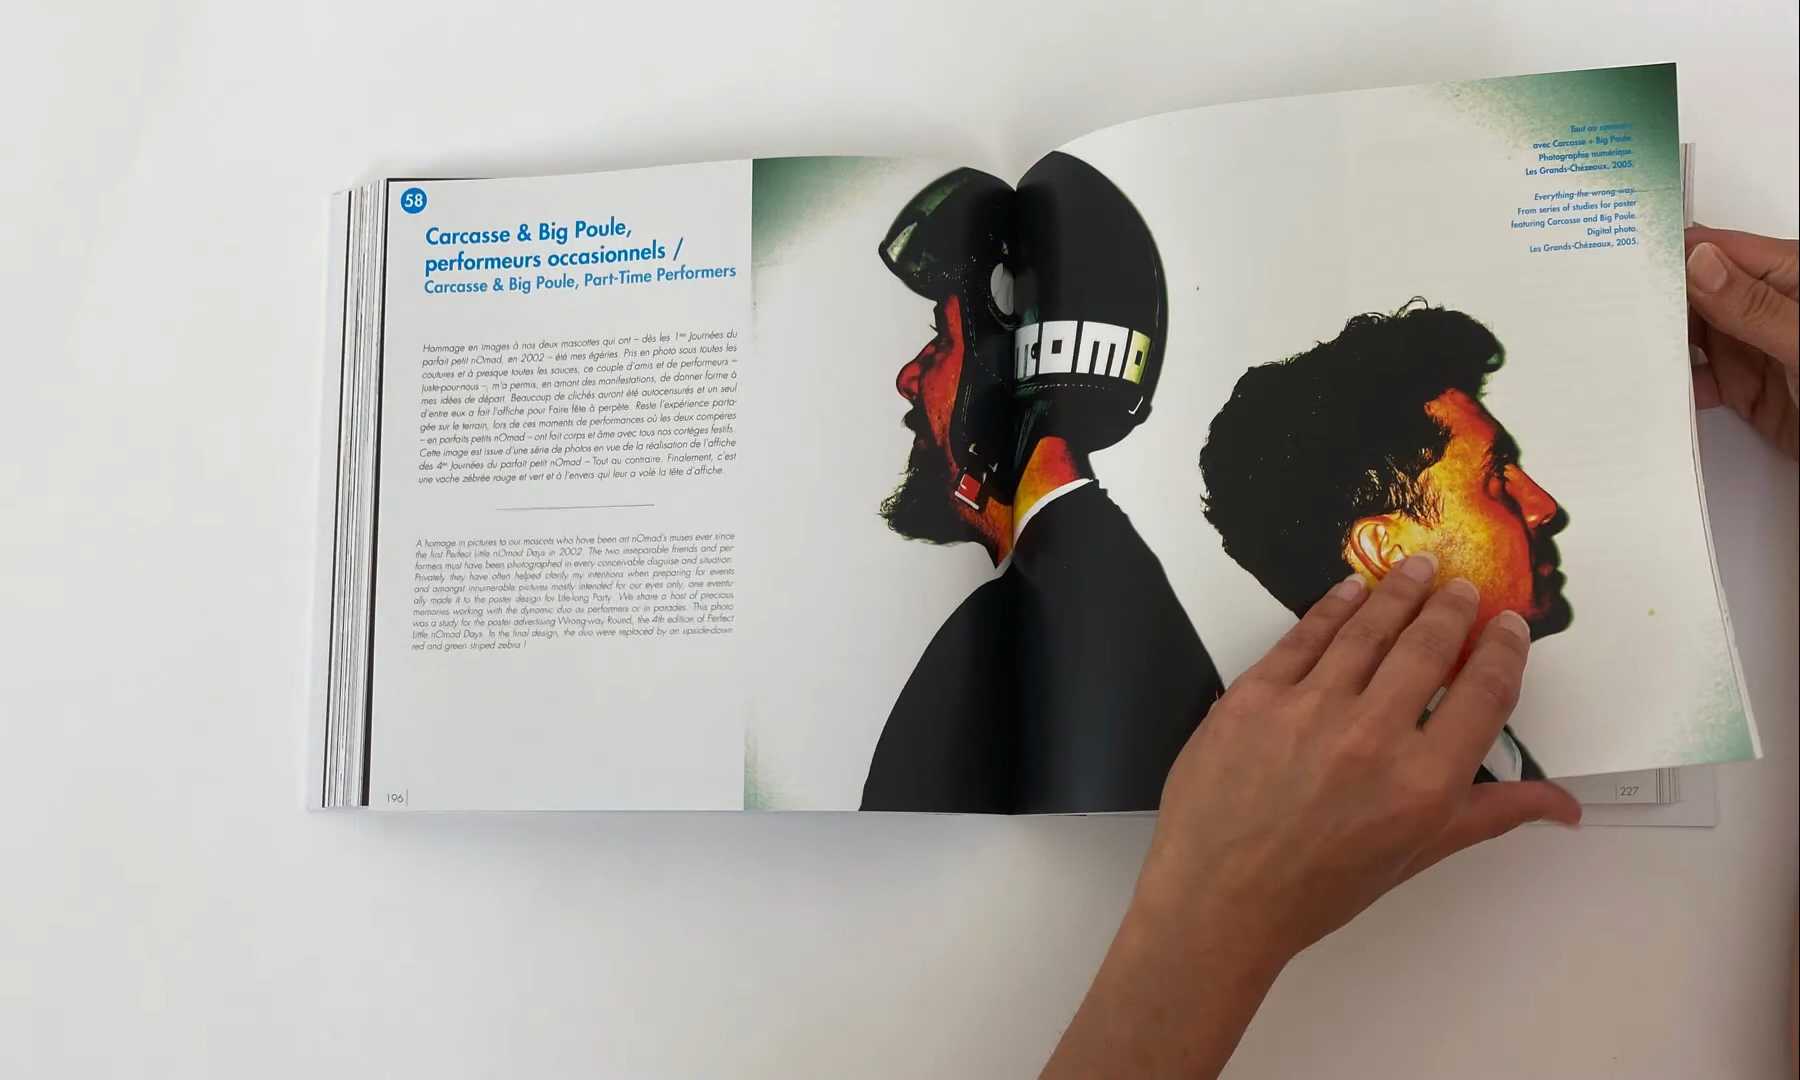 58
Carcasse & Big Poule,
performeurs occasionnels /
Carcasse & Big Poule, Part-Time Performers
Hommage en images à nos deux mascottes qui ont – dès les 1ères Journées du
parfait petit nOmad, en 2002 – été mes égéries. Pris en photo sous toutes les
coutures et à presque toutes les sauces, ce couple d'amis et de performeurs –
juste-pour-nous –, m'a permis, en amont des manifestations, de donner forme à
mes idées de départ. Beaucoup de clichés auront été autocensurés et un seul
d'entre eux a fait l'affiche pour Faire fête à perpète. Reste l'expérience parta-
gée sur le terrain, lors de ces moments de performances où les deux compères
– en parfaits petits nOmad – ont fait corps et âme avec tous nos cortèges festifs.
Cette image est issue d'une série de photos en vue de la réalisation de l'affiche
des 4es Journées du parfait petit nOmad – Tout au contraire. Finalement, c'est
une vache zébrée rouge et vert et à l'envers qui leur a volé la tête d'affiche.
A homage in pictures to our mascots who have been art nOmad's muses ever since
the first Perfect Little nOmad Days in 2002. The two inseparable friends and per-
formers must have been photographed in every conceivable disguise and situation.
Privately they have often helped clarify my intentions when preparing for events
and amongst innumerable pictures mostly intended for our eyes only, one eventu-
ally made it to the poster design for Life-long Party. We share a host of precious
memories working with the dynamic duo as performers or in parades. This photo
was a study for the poster advertising Wrong-way Round, the 4th edition of Perfect
Little nOmad Days. In the final design, the duo were replaced by an upside-down
red and green striped zebra !
196
nomo
Tout au contraire
avec Carcasse + Big Poule.
Photographie numérique.
Les Grands-Chézeaux, 2005.
Everything-the-wrong-way.
From series of studies for poster
featuring Carcasse and Big Poule.
Digital photo.
Les Grands-Chézeaux, 2005.
227